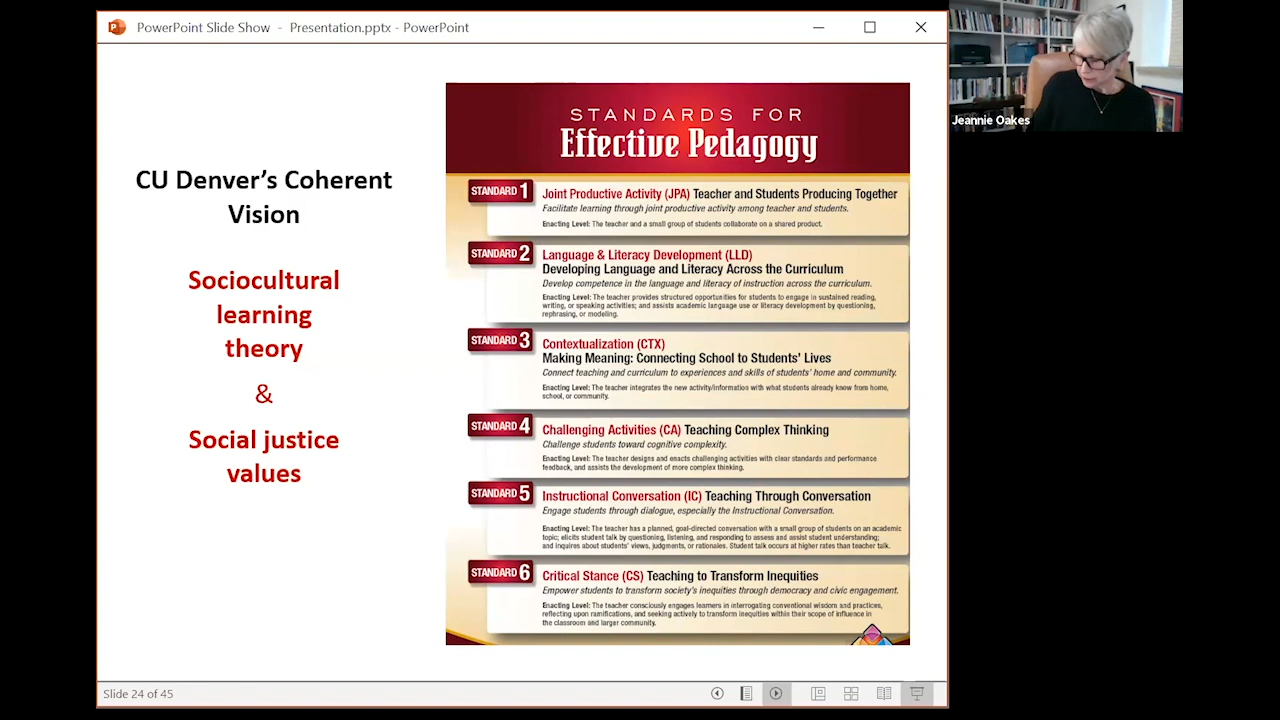 PowerPoint Slide Show - Presentation.pptx - PowerPoint
Jeannie Oakes
CU Denver's Coherent
Vision
Sociocultural
learning
theory
&
Social justice
values
STANDARDS FOR
Effective Pedagogy
STANDARD 1
Joint Productive Activity (JPA) Teacher and Students Producing Together
Facilitate learning through joint productive activity among teacher and students.
Enacting Level: The teacher and a small group of students collaborate on a shared product.
STANDARD 2
Language & Literacy Development (LLD)
Developing Language and Literacy Across the Curriculum
Develop competence in the language and literacy of instruction across the curriculum.
Enacting Level: The teacher provides structured opportunities for students to engage in sustained reading,
writing, or speaking activities; and assists academic language use or literacy development by questioning,
rephrasing, or modeling.
STANDARD 3
Contextualization (CTX)
Making Meaning: Connecting School to Students' Lives
Connect teaching and curriculum to experiences and skills of students' home and community.
Enacting Level: The teacher integrates the new activity/information with what students already know from home,
school, or community.
STANDARD 4
Challenging Activities (CA) Teaching Complex Thinking
Challenge students toward cognitive complexity.
Enacting Level: The teacher designs and enacts challenging activities with clear standards and performance
feedback, and assists the development of more complex thinking.
STANDARD 5
Instructional Conversation (IC) Teaching Through Conversation
Engage students through dialogue, especially the Instructional Conversation.
Enacting Level: The teacher has a planned, goal-directed conversation with a small group of students on an academic
topic; elicits student talk by questioning, listening, and responding to assess and assist student understanding;
and inquires about students' views, judgments, or rationales. Student talk occurs at higher rates than teacher talk.
STANDARD 6
Critical Stance (CS) Teaching to Transform Inequities
Empower students to transform society's inequities through democracy and civic engagement.
Enacting Level: The teacher consciously engages learners in interrogating conventional wisdom and practices,
reflecting upon ramifications, and seeking actively to transform inequities within their scope of influence in
the classroom and larger community.
Slide 24 of 45